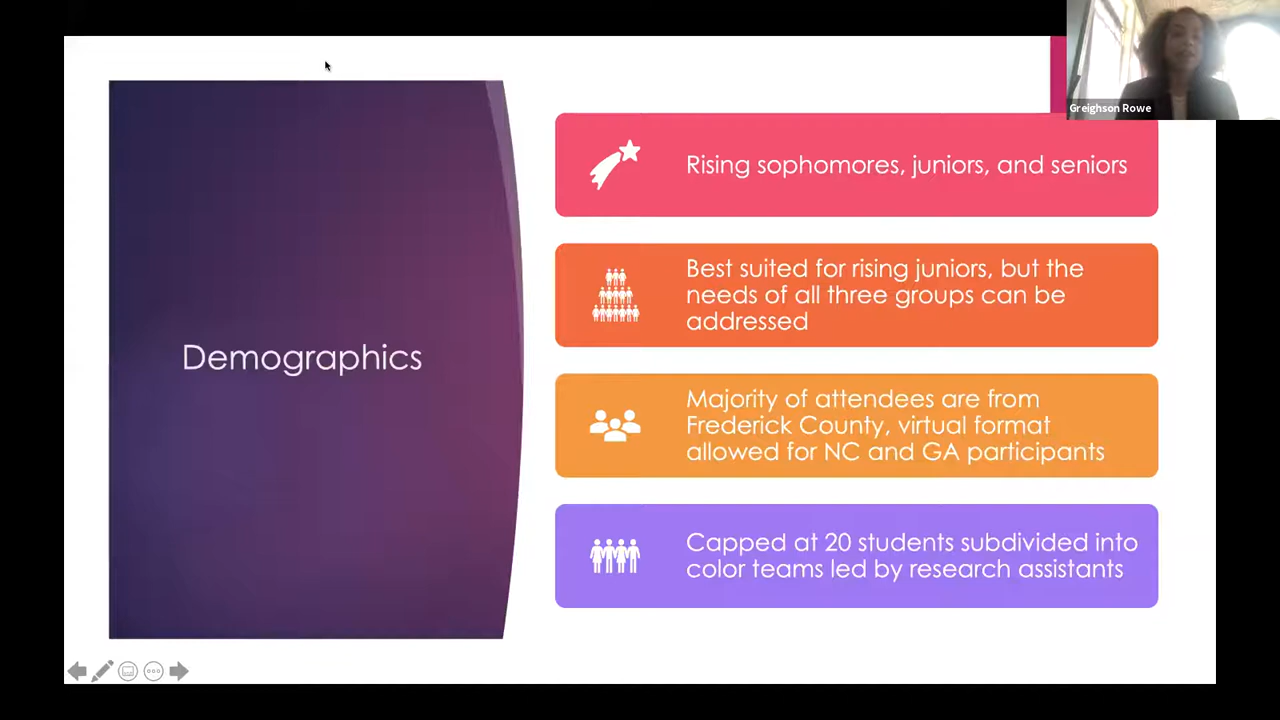 Greighson Rowe
Demographics
Rising sophomores, juniors, and seniors
Best suited for rising juniors, but the
needs of all three groups can be
addressed
Majority of attendees are from
Frederick County, virtual format
allowed for NC and GA participants
Capped at 20 students subdivided into
color teams led by research assistants